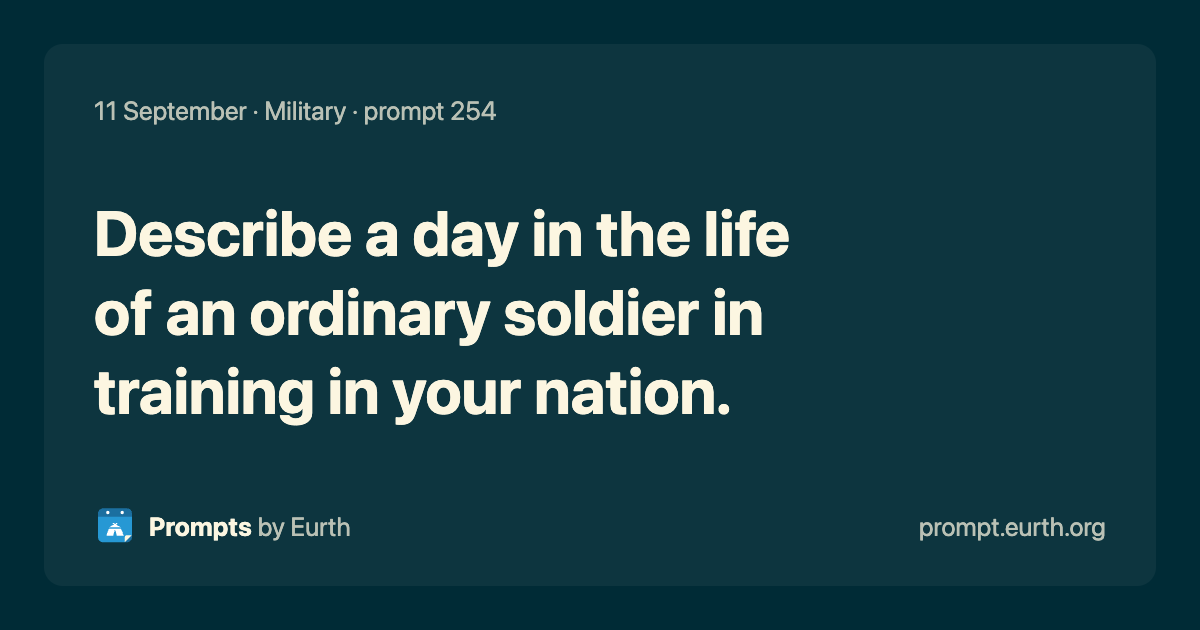 11 September · Military · prompt 254
Describe a day in the life
of an ordinary soldier in
training in your nation.
Prompts by Eurth
prompt.eurth.org